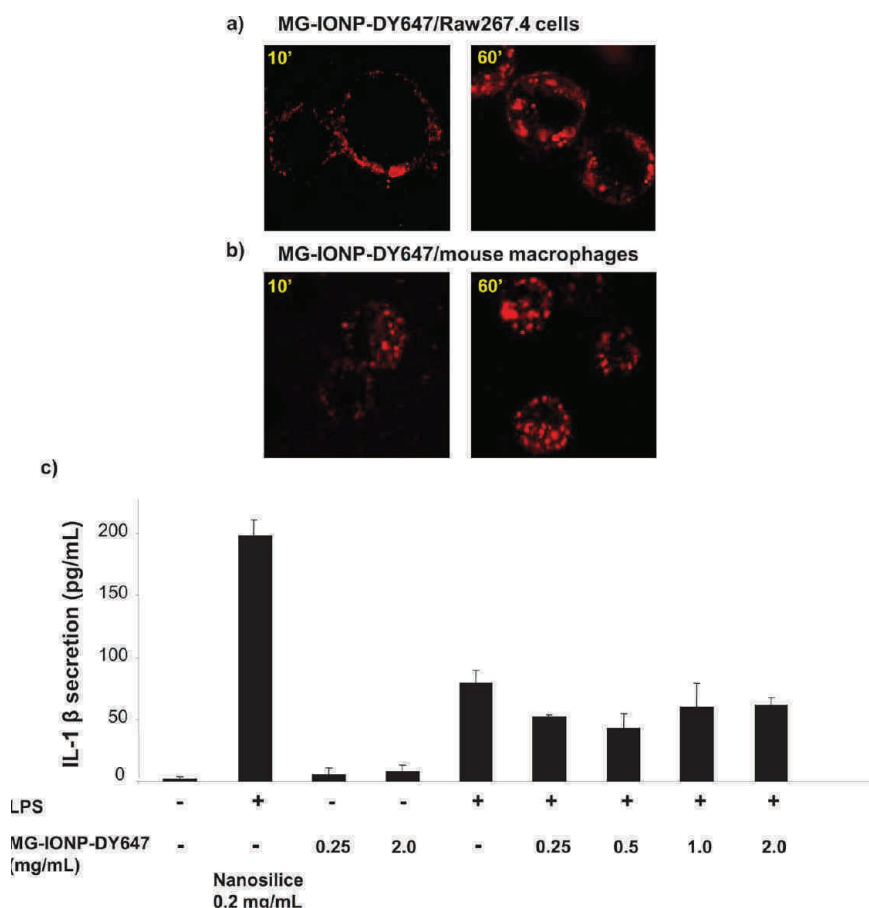 a) MG-IONP-DY647/Raw267.4 cells
10’ 60’
b) MG-IONP-DY647/mouse macrophages
10’ 60’
c)
IL-1 β secretion (pg/mL)
200
150
100
50
0
LPS - + - - + + + + +
MG-IONP-DY647 - - 0.25 2.0 - 0.25 0.5 1.0 2.0
(mg/mL)
Nanosilice
0.2 mg/mL